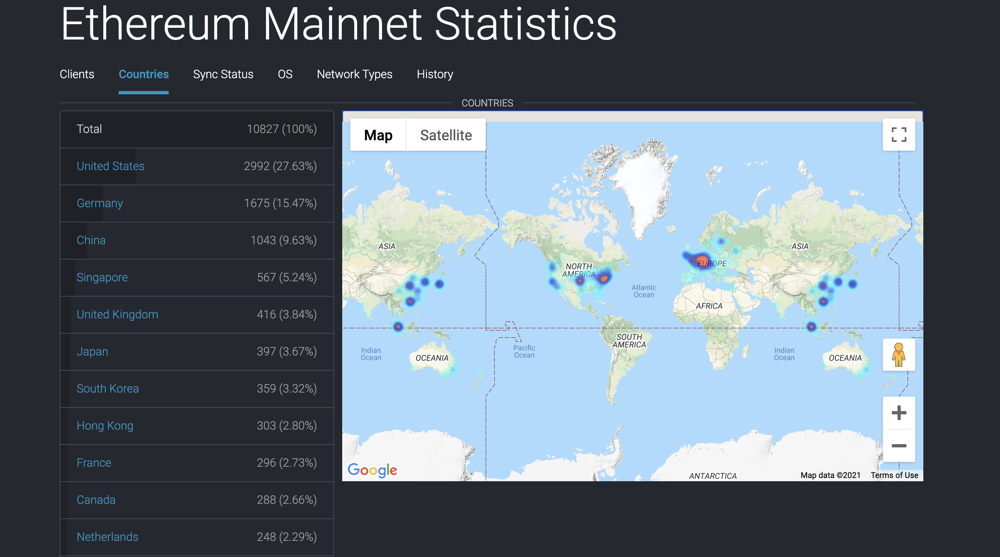 Ethereum Mainnet Statistics
Clients Countries Sync Status OS Network Types History
COUNTRIES
Total 10827 (100%)
United States 2992 (27.63%)
Germany 1675 (15.47%)
China 1043 (9.63%)
Singapore 567 (5.24%)
United Kingdom 416 (3.84%)
Japan 397 (3.67%)
South Korea 359 (3.32%)
Hong Kong 303 (2.80%)
France 296 (2.73%)
Canada 288 (2.66%)
Netherlands 248 (2.29%)
Map Satellite
ASIA
NORTH
AMERICA
EUROPE
ASIA
Atlantic
Ocean
AFRICA
SOUTH
AMERICA
Indian
Ocean
OCEANIA
Pacific
Ocean
Indian
Ocean
OCEANIA
ANTARCTICA
Google
Map data ©2021 Terms of Use